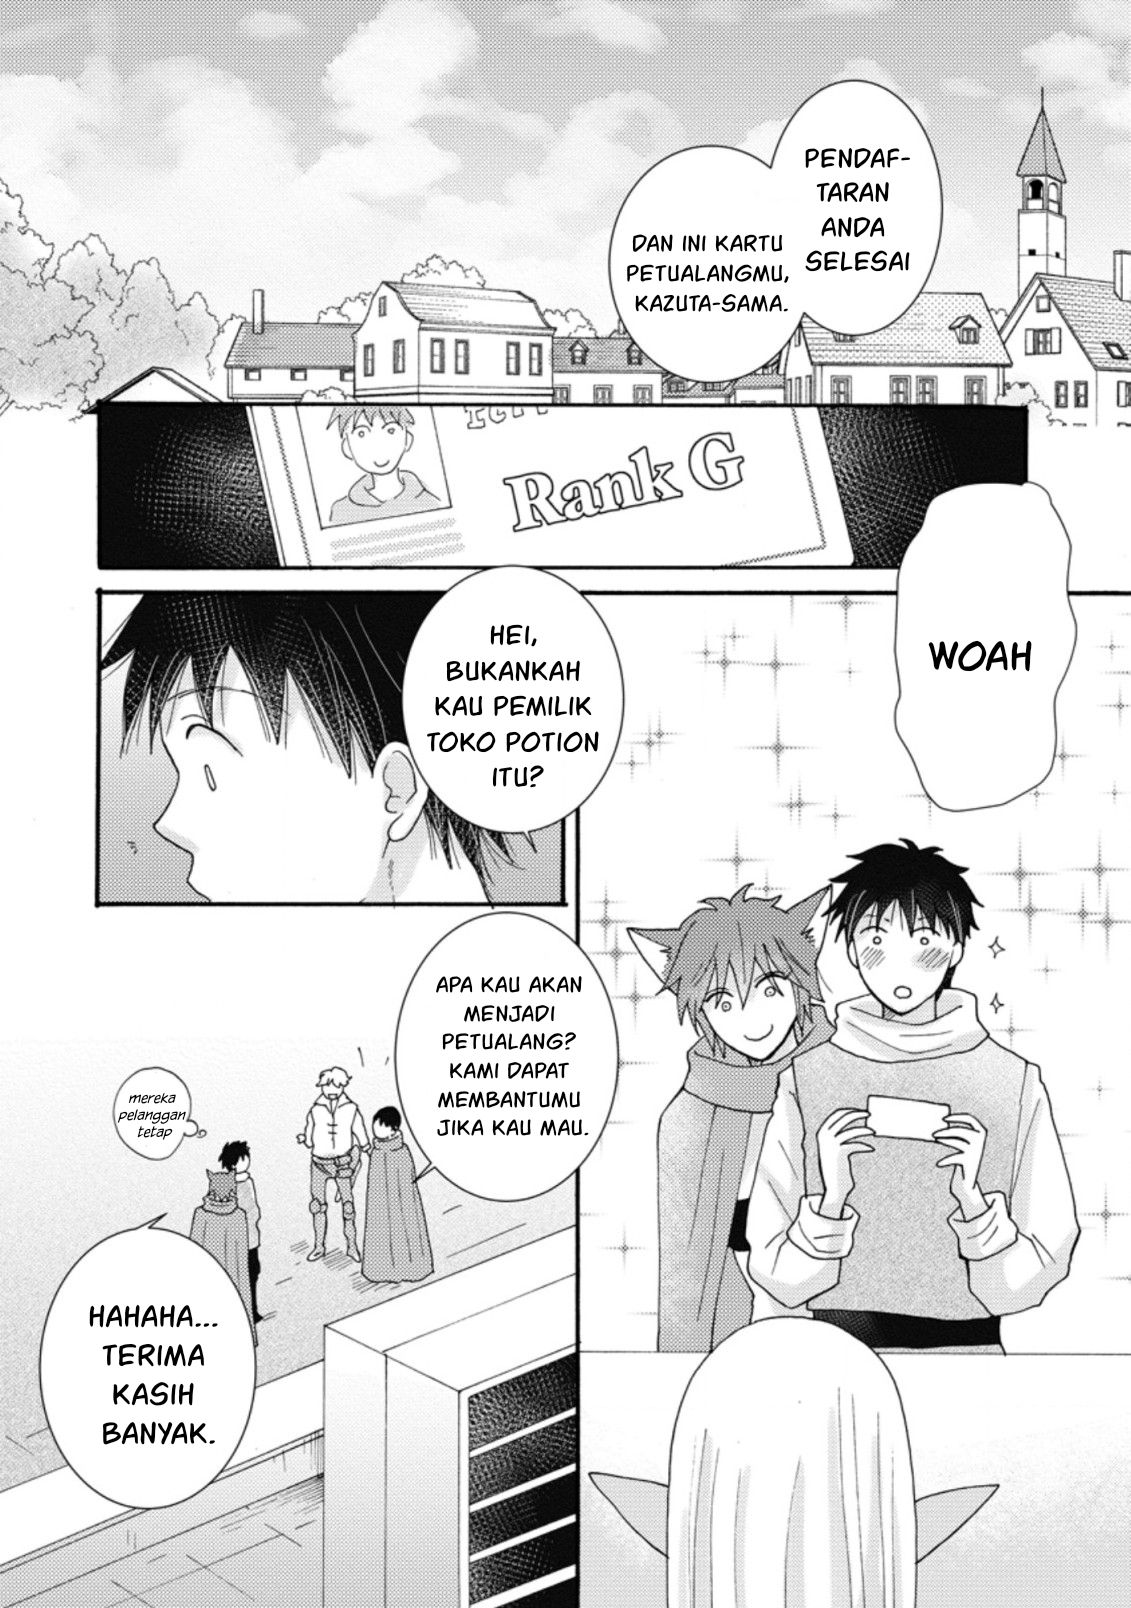 PENDAF-
TARAN
ANDA
SELESAI
DAN INI KARTU
PETUALANGMU,
KAZUTA-SAMA.
Rank G
WOAH
HEI,
BUKANKAH
KAU PEMILIK
TOKO POTION
ITU?
APA KAU AKAN
MENJADI
PETUALANG?
KAMI DAPAT
MEMBANTUMU
JIKA KAU MAU.
mereka
pelanggan
tetap
HAHAHA...
TERIMA
KASIH
BANYAK.